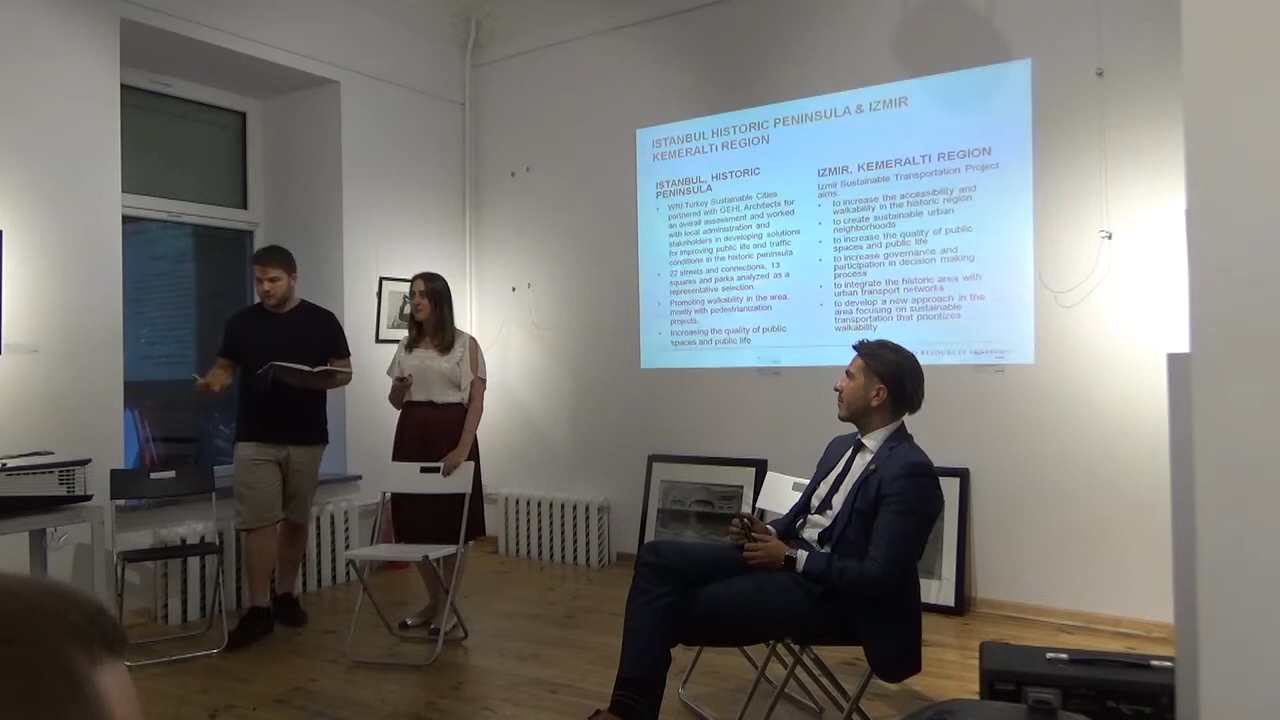 ISTANBUL HISTORIC PENINSULA & IZMIR
KEMERALTı REGION
ISTANBUL, HISTORIC
PENINSULA
• WRI Turkey Sustainable Cities
partnered with GEHL Architects for
an overall assessment and worked
with local administration and
stakeholders in developing solutions
for improving public life and traffic
conditions in the historic peninsula
• 22 streets and connections, 13
squares and parks analyzed as a
representative selection.
• Promoting walkability in the area,
mostly with pedestrianization
projects.
• Increasing the quality of public
spaces and public life
IZMIR, KEMERALTI REGION
Izmir Sustainable Transportation Project
aims
• to increase the accessibility and
walkability in the historic region.
• to create sustainable urban
neighborhoods
• to increase the quality of public
spaces and public life
• to increase governance and
participation in decision making
process
• to integrate the historic area with
urban transport networks
• to develop a new approach in the
area focusing on sustainable
transportation that prioritizes
walkability
RESOURCES